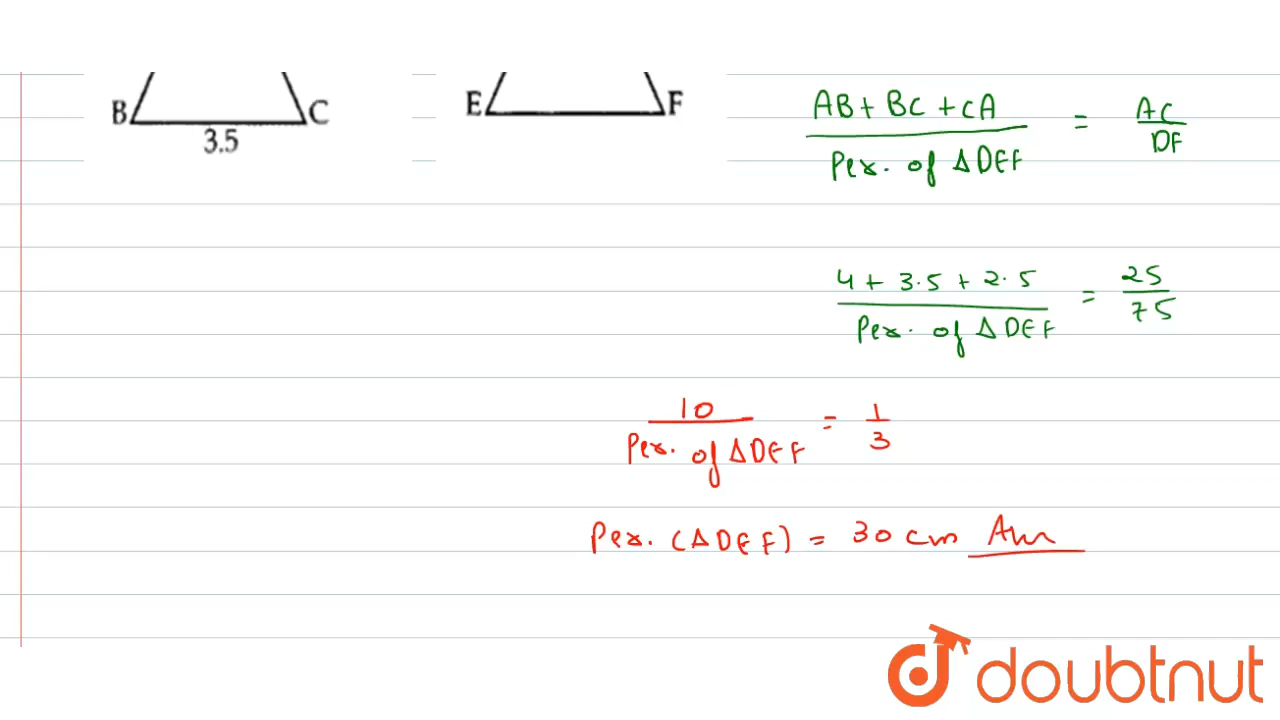 B C E F
3.5
AB + BC + CA = AC
Per. of ΔDEF DF
4 + 3.5 + 2.5 = 25
Per. of ΔDEF 75
10 = 1
Per. of ΔDEF 3
Per. (ΔDEF) = 30 cm Ans
doubtnut